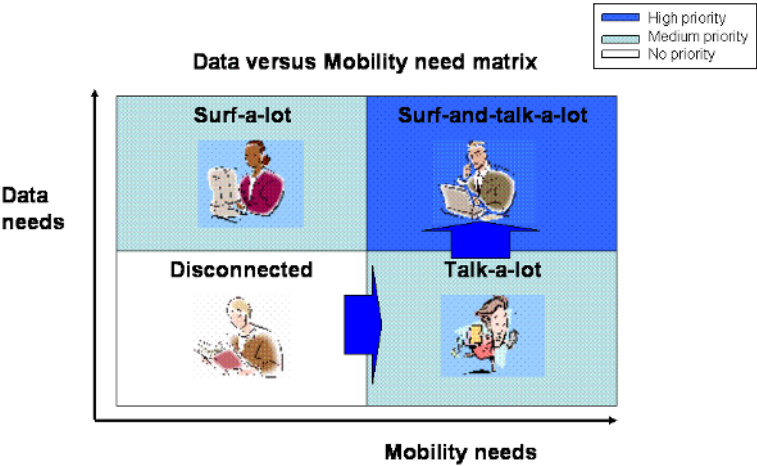 High priority
Medium priority
No priority
Data versus Mobility need matrix
Surf-a-lot
Surf-and-talk-a-lot
Data
needs
Disconnected
Talk-a-lot
Mobility needs